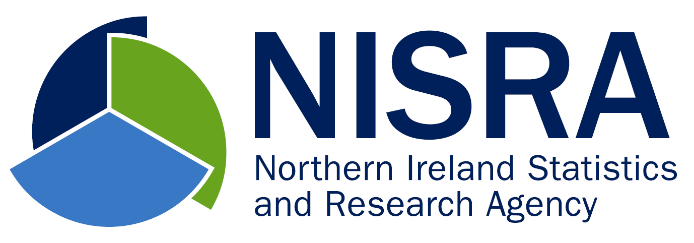 NISRA
Northern Ireland Statistics
and Research Agency